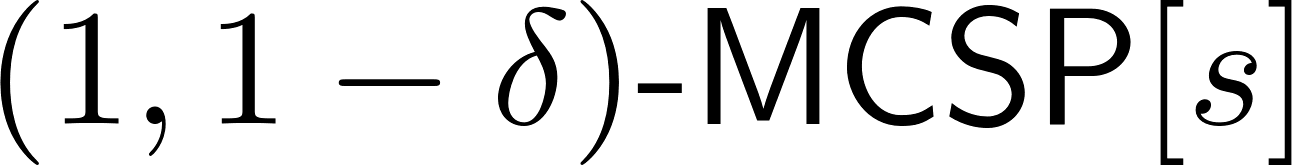 (1, 1 − δ)-MCSP[s]